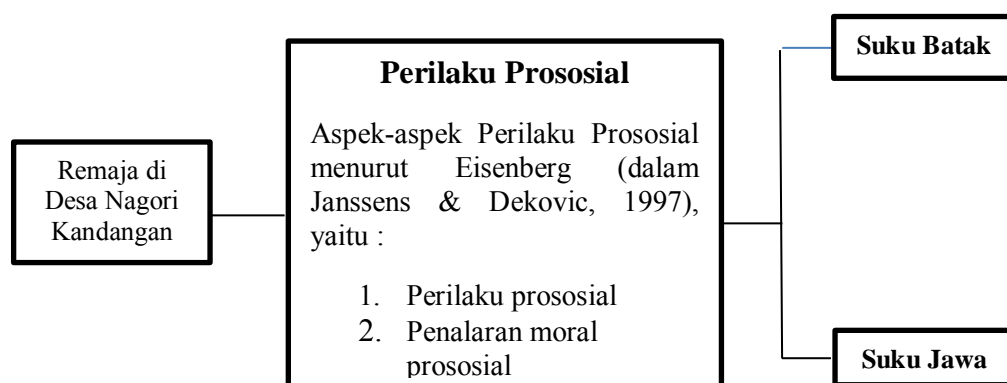 Remaja di
Desa Nagori
Kandangan
Perilaku Prososial
Aspek-aspek Perilaku Prososial
menurut Eisenberg (dalam
Janssens & Dekovic, 1997),
yaitu :
1. Perilaku prososial
2. Penalaran moral
prososial
Suku Batak
Suku Jawa